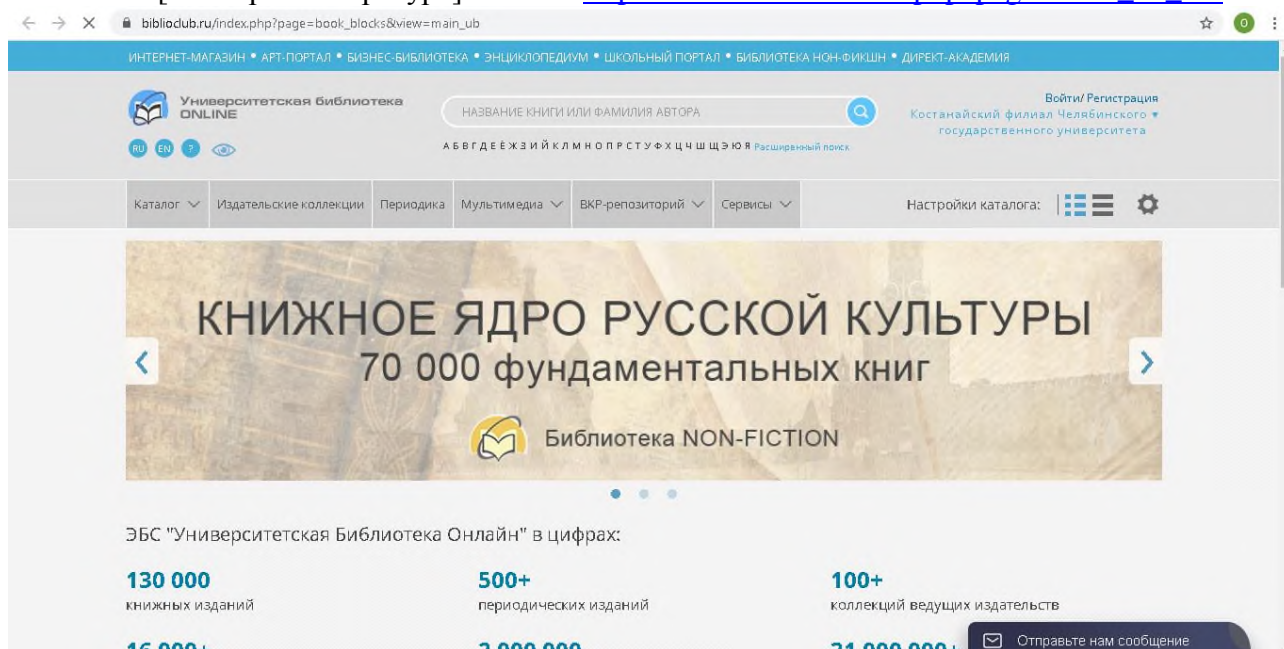 biblioclub.ru/index.php?page=book_blocks&view=main_ub
ИНТЕРНЕТ-МАГАЗИН • АРТ-ПОРТАЛ • БИЗНЕС-БИБЛИОТЕКА • ЭНЦИКЛОПЕДИУМ • ШКОЛЬНЫЙ ПОРТАЛ • БИБЛИОТЕКА НОН-ФИКШН • ДИРЕКТ-АКАДЕМИЯ
Университетская библиотека
ONLINE
НАЗВАНИЕ КНИГИ ИЛИ ФАМИЛИЯ АВТОРА
Войти/ Регистрация
Костанайский филиал Челябинского
государственного университета
RU EN ?
А Б В Г Д Е Ё Ж З И Й К Л М Н О П Р С Т У Ф Х Ц Ч Ш Щ Э Ю Я Расширенный поиск
Каталог Издательские коллекции Периодика Мультимедиа ВКР-репозиторий Сервисы Настройки каталога:
КНИЖНОЕ ЯДРО РУССКОЙ КУЛЬТУРЫ
70 000 фундаментальных книг
Библиотека NON-FICTION
ЭБС "Университетская Библиотека Онлайн" в цифрах:
130 000 500+ 100+
книжных изданий периодических изданий коллекций ведущих издательств
Отправьте нам сообщение